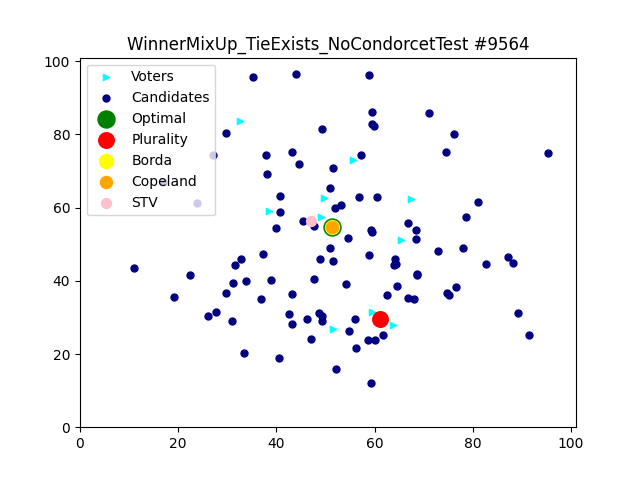 WinnerMixUp_TieExists_NoCondorcetTest #9564
100
80
60
40
20
0
0 20 40 60 80 100
Voters
Candidates
Optimal
Plurality
Borda
Copeland
STV